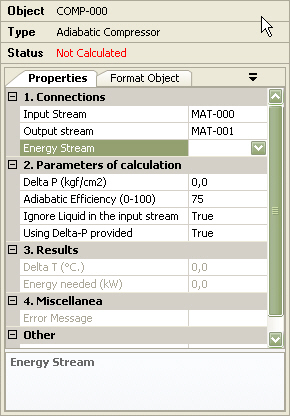 Object COMP-000
Type Adiabatic Compressor
Status Not Calculated
Properties Format Object
1. Connections
Input Stream MAT-000
Output stream MAT-001
Energy Stream
2. Parameters of calculation
Delta P (kgf/cm2) 0,0
Adiabatic Efficiency (0-100) 75
Ignore Liquid in the input stream True
Using Delta-P provided True
3. Results
Delta T (°C.) 0,0
Energy needed (kW) 0,0
4. Miscellanea
Error Message
Other
Energy Stream